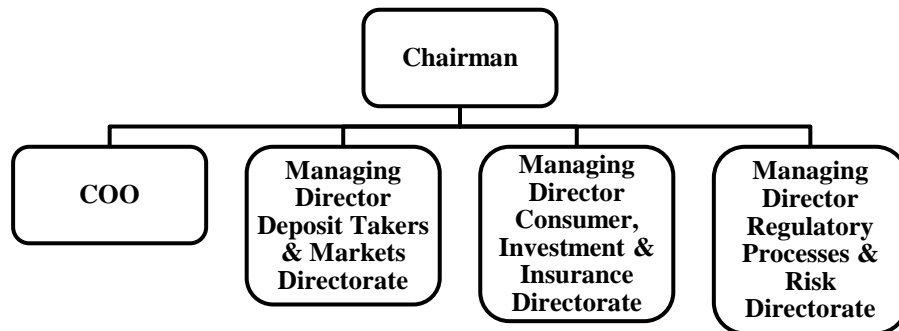 Chairman
COO
Managing
Director
Deposit Takers
& Markets
Directorate
Managing
Director
Consumer,
Investment &
Insurance
Directorate
Managing
Director
Regulatory
Processes &
Risk
Directorate